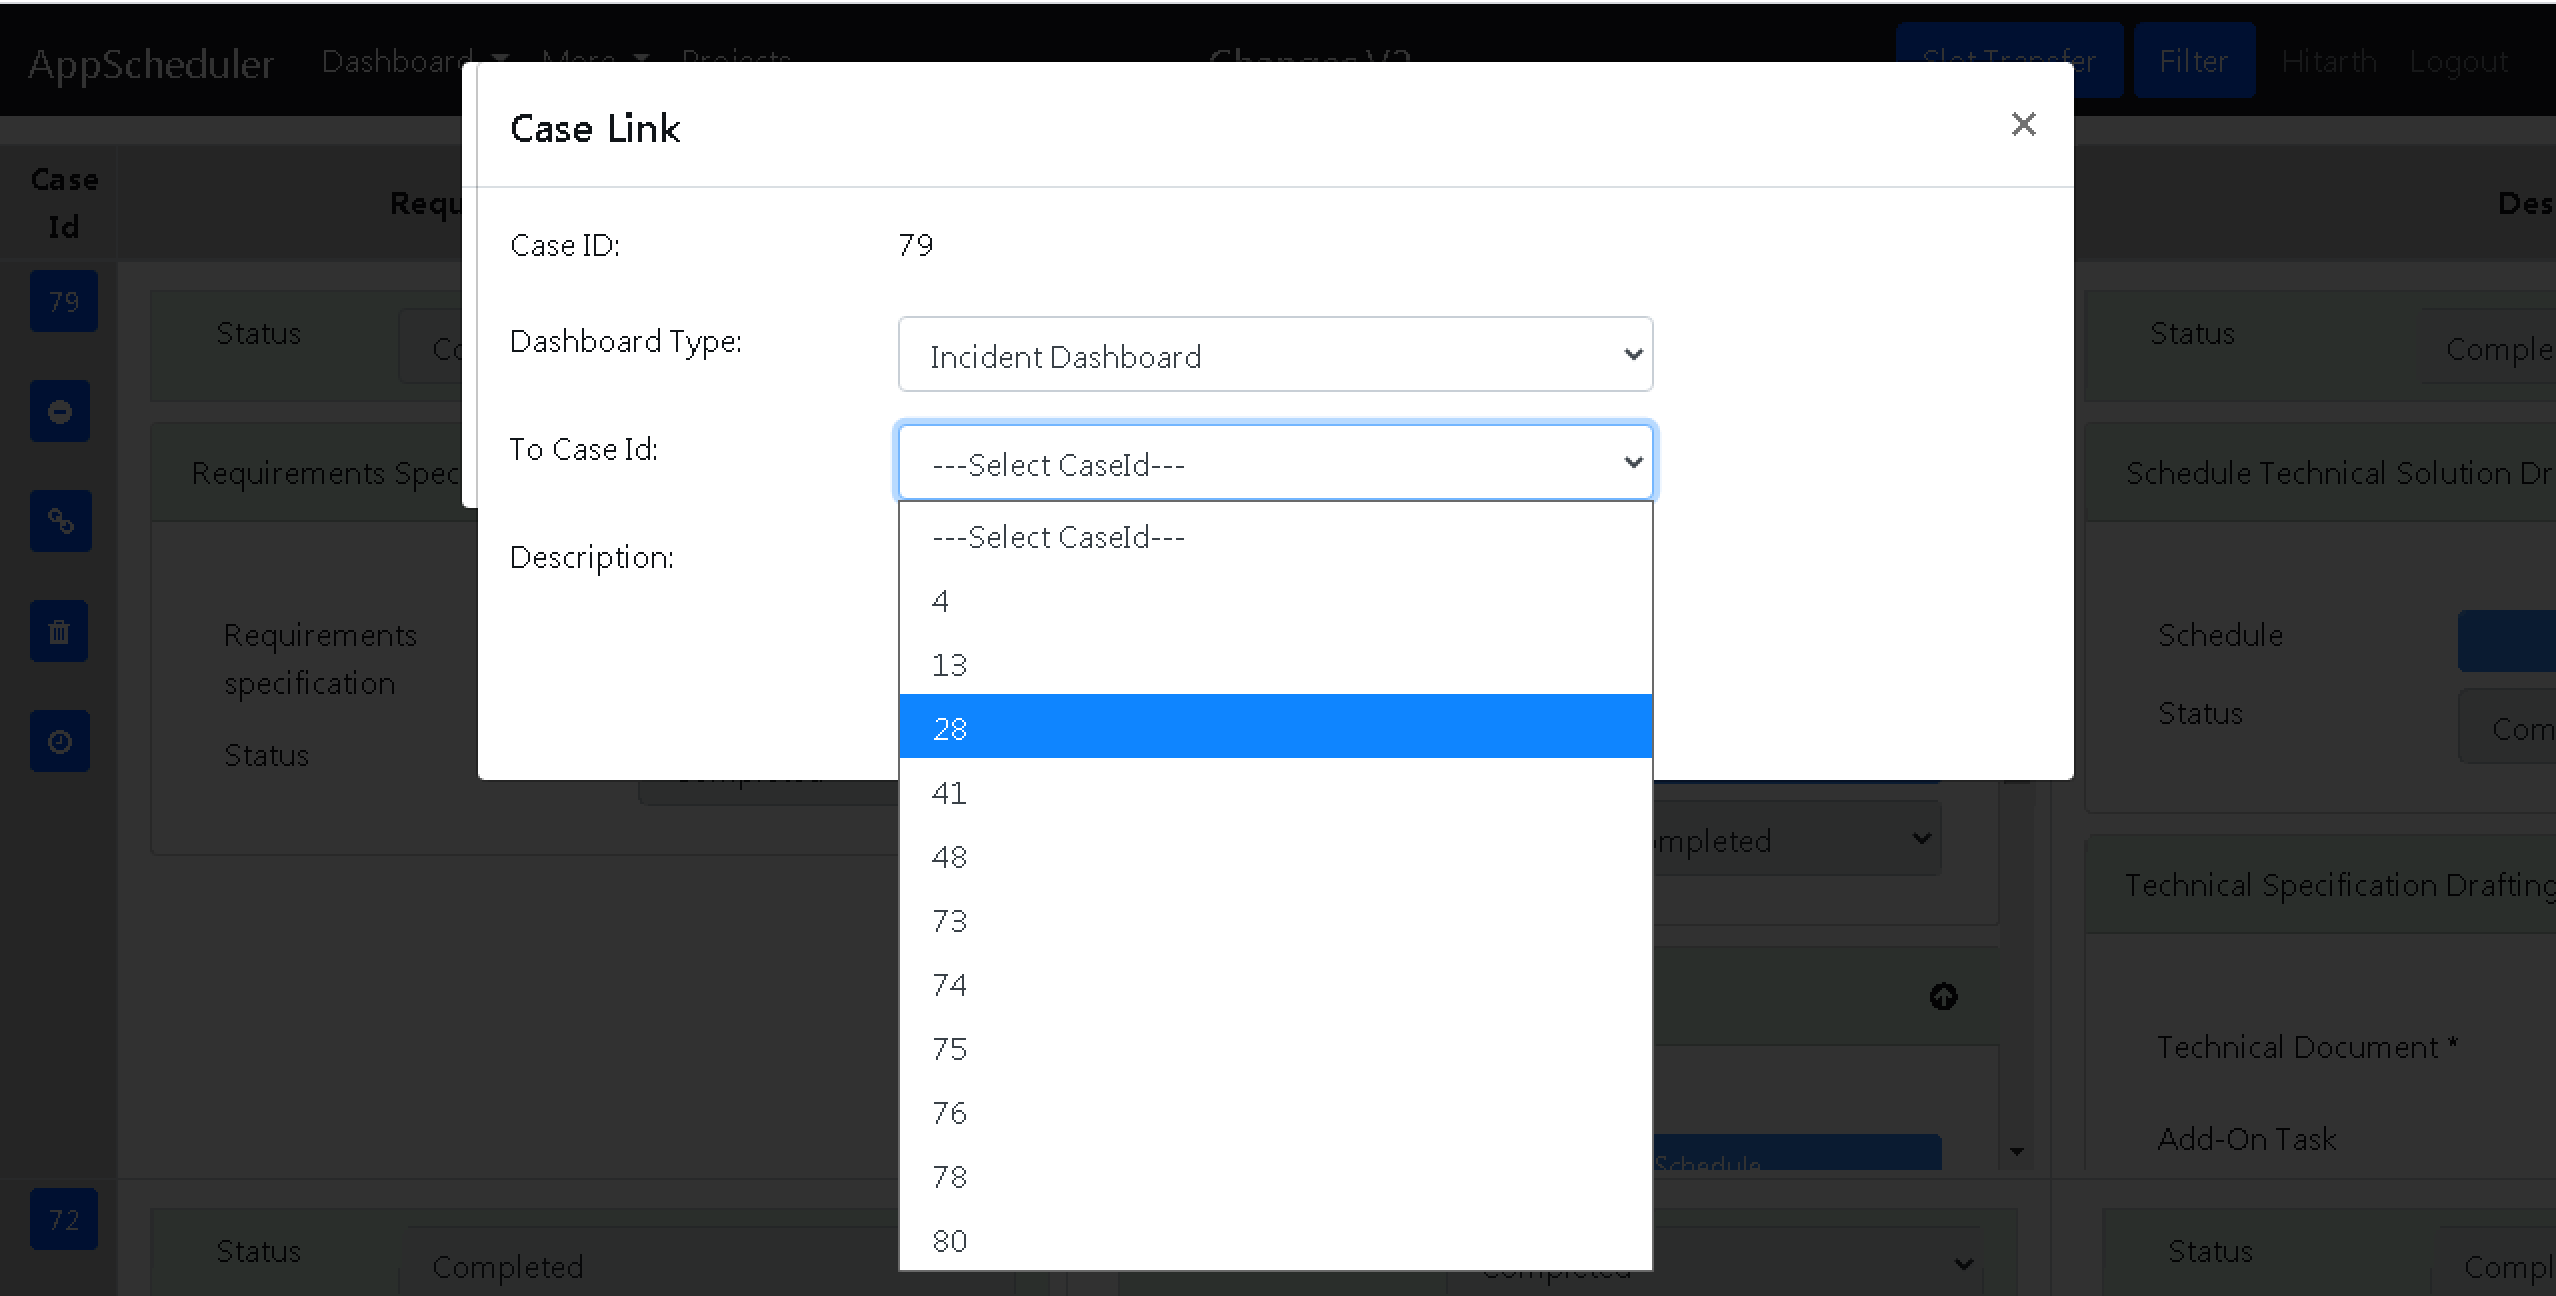 AppScheduler Dashboard More Projects Changes V2 Slot Transfer Filter Hitarth Logout
Case Link
×
Case
Id
Requ
Des
Case ID: 79
79
Status
Co
Dashboard Type: Incident Dashboard
Status
Comple
To Case Id: ---Select CaseId---
Requirements Spec
Schedule Technical Solution Dr
---Select CaseId---
Description:
4
Requirements
specification
13
Schedule
28
Status
Status
Com
Completed
41
48
mpleted
Technical Specification Drafting
73
74
75
Technical Document *
76
Add-On Task
78
Schedule
72
80
Status
Completed
Completed
Status
Compl